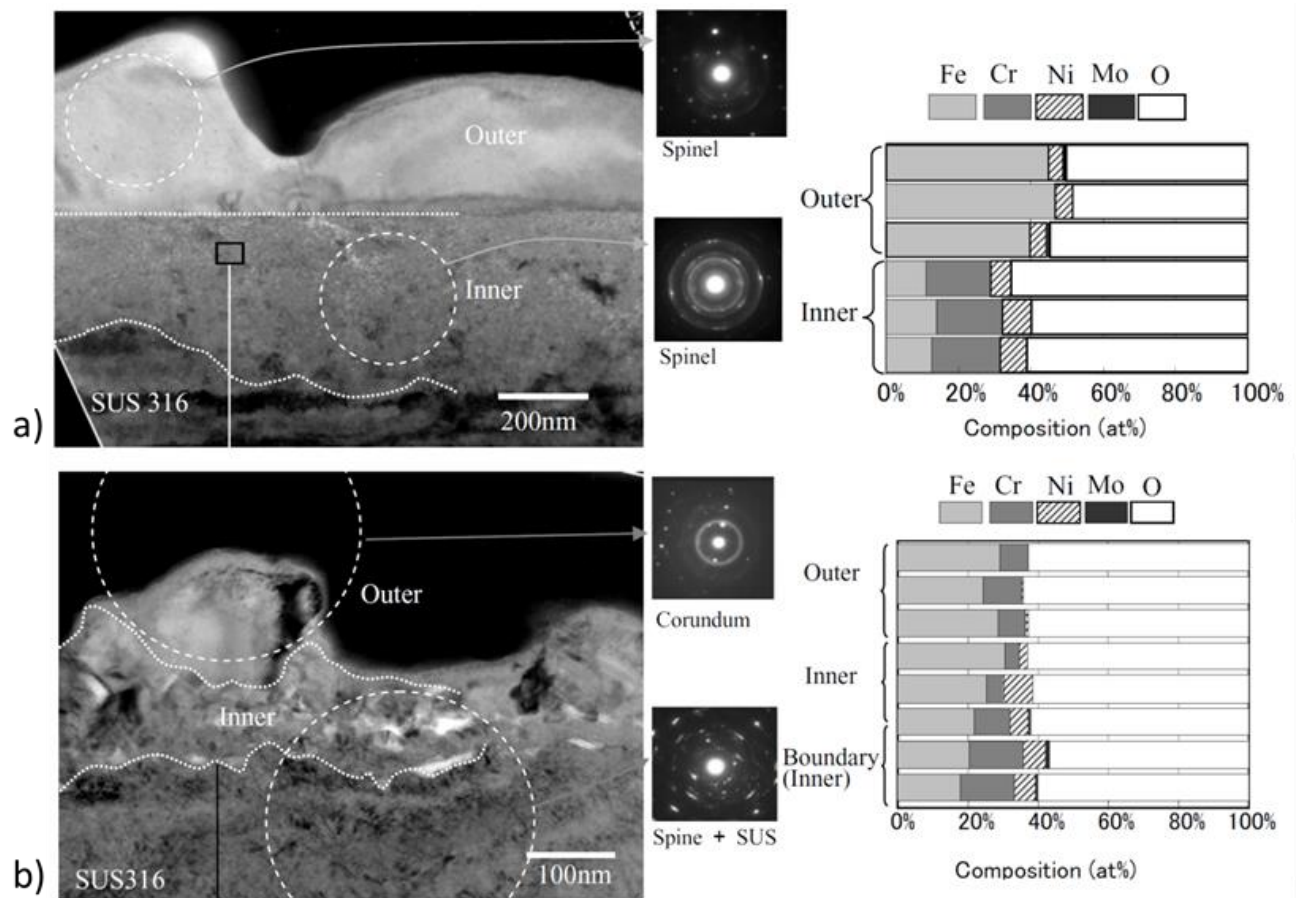 Outer
Inner
SUS 316
200nm
a)
Spinel
Spinel
Fe Cr Ni Mo O
Outer
Inner
0% 20% 40% 60% 80% 100%
Composition (at%)
Outer
Inner
SUS316
100nm
b)
Corundum
Spine + SUS
Fe Cr Ni Mo O
Outer
Inner
Boundary
(Inner)
0% 20% 40% 60% 80% 100%
Composition (at%)